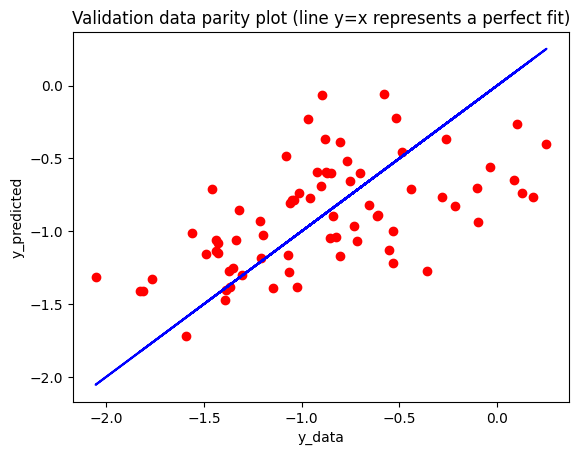 Validation data parity plot (line y=x represents a perfect fit)
0.0
−0.5
−1.0
−1.5
−2.0
y_predicted
−2.0 −1.5 −1.0 −0.5 0.0
y_data